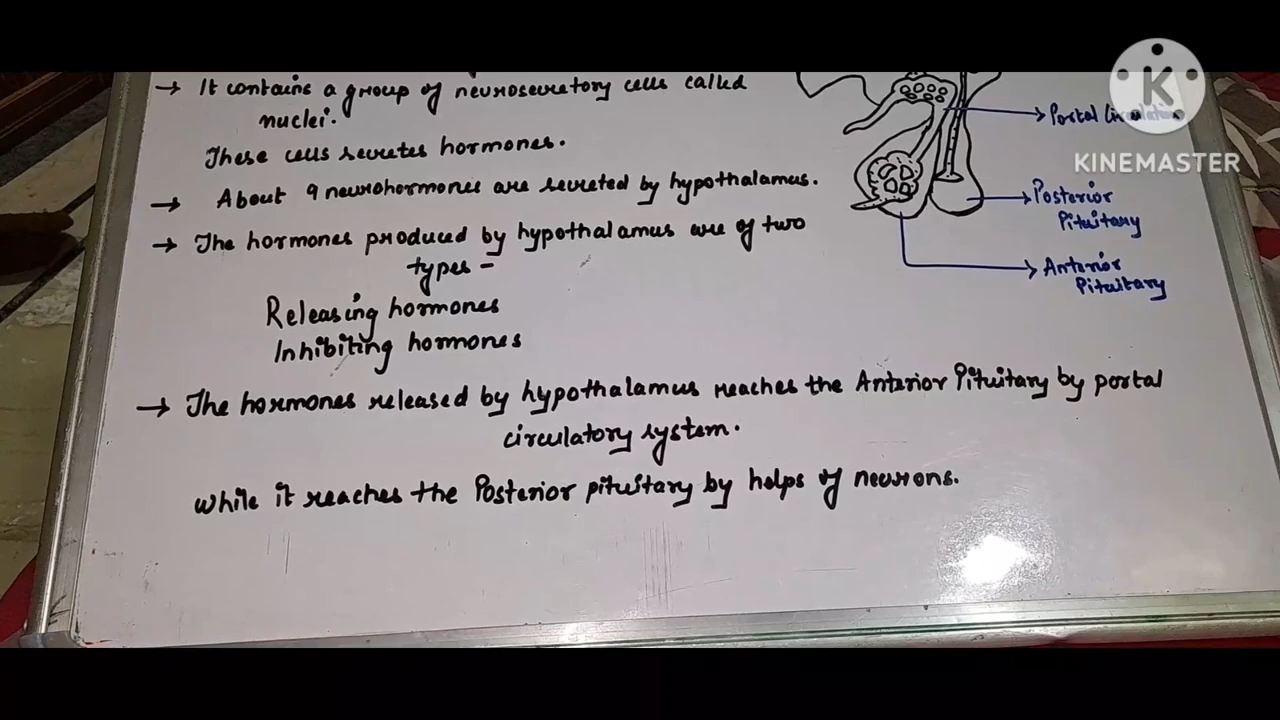 → It contains a group of neurosecretory cells called
nuclei.
These cells secretes hormones.
→ About 9 neurohormones are secreted by hypothalamus.
→ The hormones produced by hypothalamus are of two
types -
Releasing hormones
Inhibiting hormones
→ The hormones released by hypothalamus reaches the Anterior Pituitary by portal
circulatory system.
while it reaches the Posterior pituitary by helps of neurons.
Portal Circulation
Posterior
Pituitary
Anterior
Pituitary
K
KINEMASTER